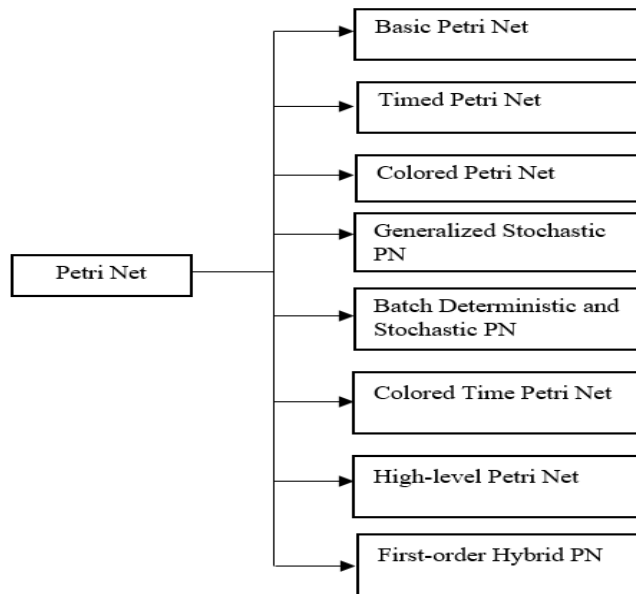 Basic Petri Net
Timed Petri Net
Colored Petri Net
Generalized Stochastic
PN
Petri Net
Batch Deterministic and
Stochastic PN
Colored Time Petri Net
High-level Petri Net
First-order Hybrid PN